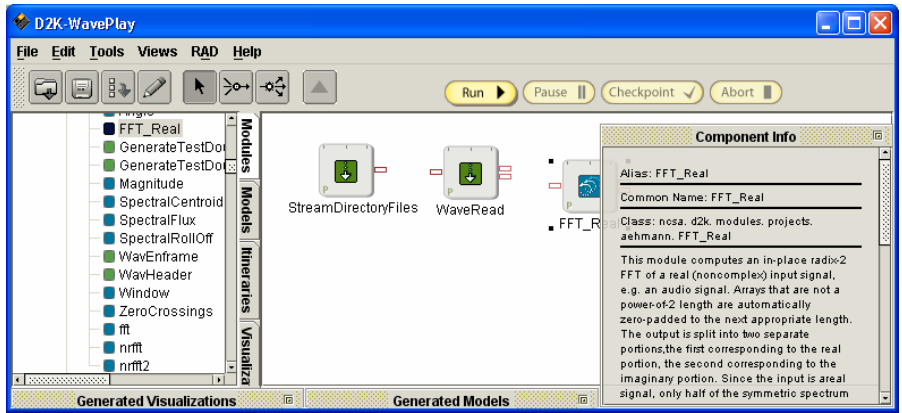 D2K-WavePlay
File Edit Tools Views RAD Help
Run Pause Checkpoint Abort
FFT_Real
GenerateTestDo
GenerateTestDo
Magnitude
SpectralCentroid
SpectralFlux
SpectralRollOff
WavEnframe
WavHeader
Window
ZeroCrossings
fft
nrfft
nrfft2
Modules
Models
Itineraries
Visualiza
StreamDirectoryFiles
WaveRead
FFT_Re
P
P
P
Component Info
Alias: FFT_Real
Common Name: FFT_Real
Class: ncsa. d2k. modules. projects.
aehmann. FFT_Real
This module computes an in-place radix-2
FFT of a real (noncomplex) input signal,
e.g. an audio signal. Arrays that are not a
power-of-2 length are automatically
zero-padded to the next appropriate length.
The output is split into two separate
portions,the first corresponding to the real
portion, the second corresponding to the
imaginary portion. Since the input is areal
signal, only half of the symmetric spectrum
Generated Visualizations
Generated Models